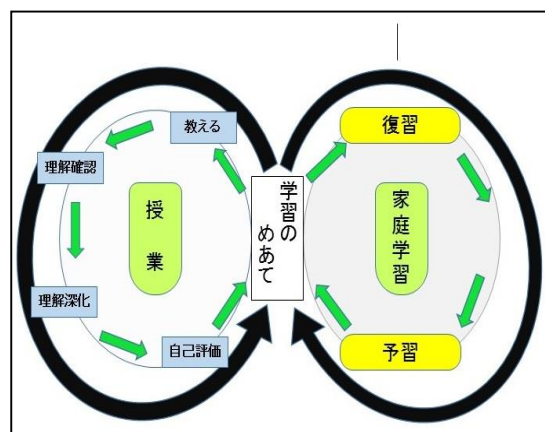 教える
理解確認
授業
理解深化
自己評価
学習の
めあて
復習
家庭学習
予習